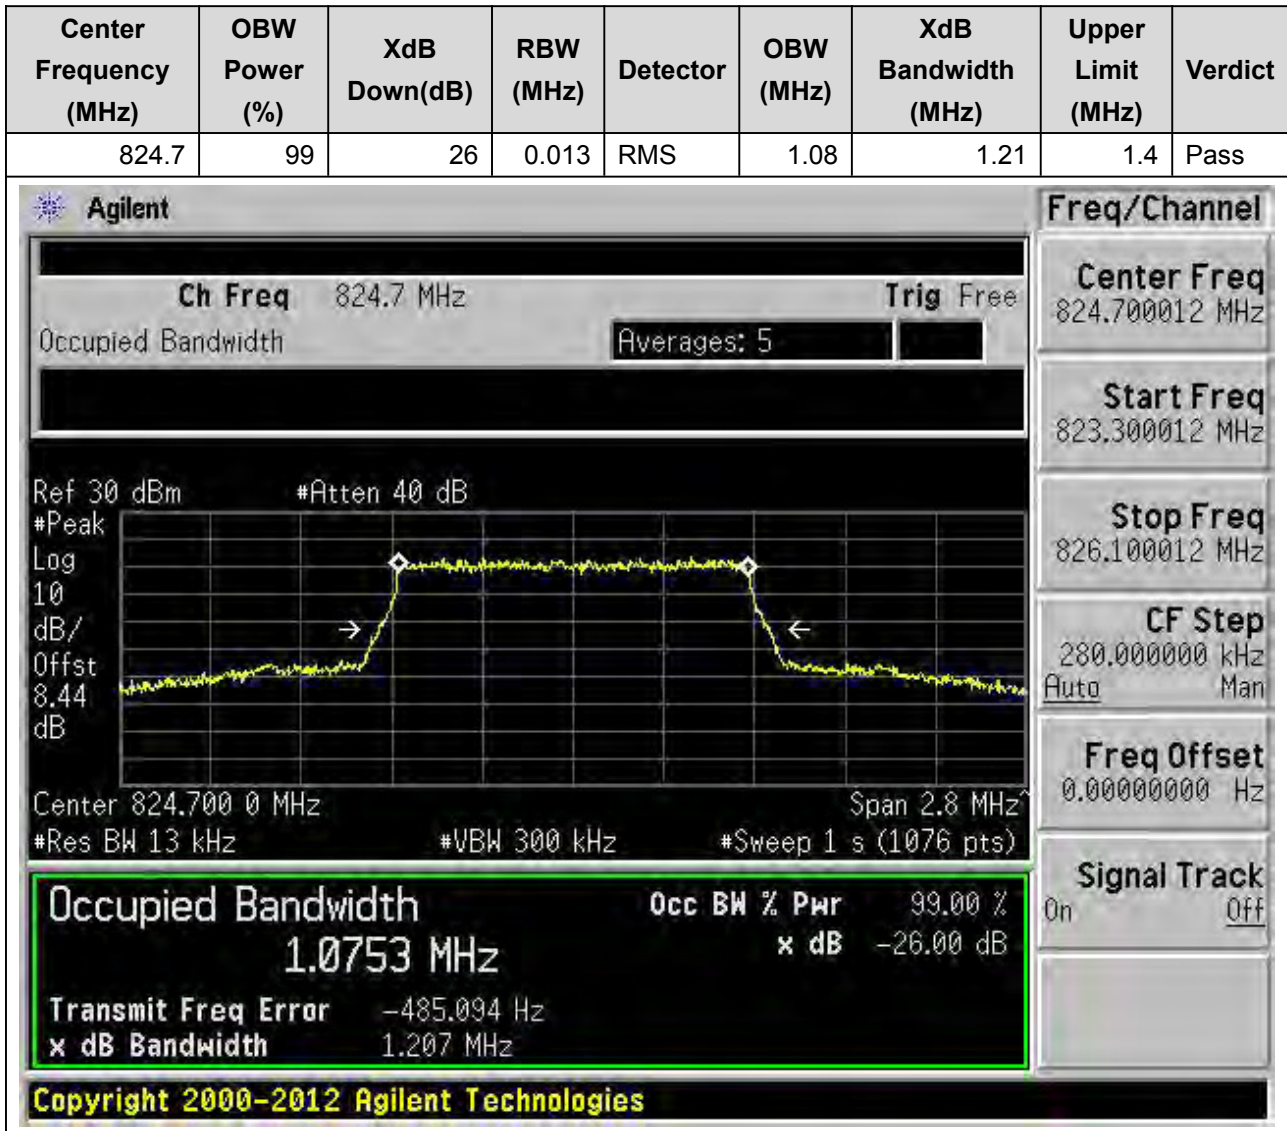 Center Frequency (MHz) OBW Power (%) XdB Down(dB) RBW (MHz) Detector OBW (MHz) XdB Bandwidth (MHz) Upper Limit (MHz) Verdict
824.7 99 26 0.013 RMS 1.08 1.21 1.4 Pass
Agilent
Freq/Channel
Ch Freq 824.7 MHz Trig Free
Occupied Bandwidth Averages: 5
Center Freq
824.700012 MHz
Start Freq
823.300012 MHz
Stop Freq
826.100012 MHz
CF Step
280.000000 kHz
Auto Man
Freq Offset
0.00000000 Hz
Signal Track
On Off
Ref 30 dBm #Atten 40 dB
#Peak
Log
10
dB/
Offst
8.44
dB
Center 824.700 0 MHz Span 2.8 MHz^
#Res BW 13 kHz #VBW 300 kHz #Sweep 1 s (1076 pts)
Occupied Bandwidth Occ BW % Pwr 99.00 %
1.0753 MHz x dB -26.00 dB
Transmit Freq Error -485.094 Hz
x dB Bandwidth 1.207 MHz
Copyright 2000-2012 Agilent Technologies